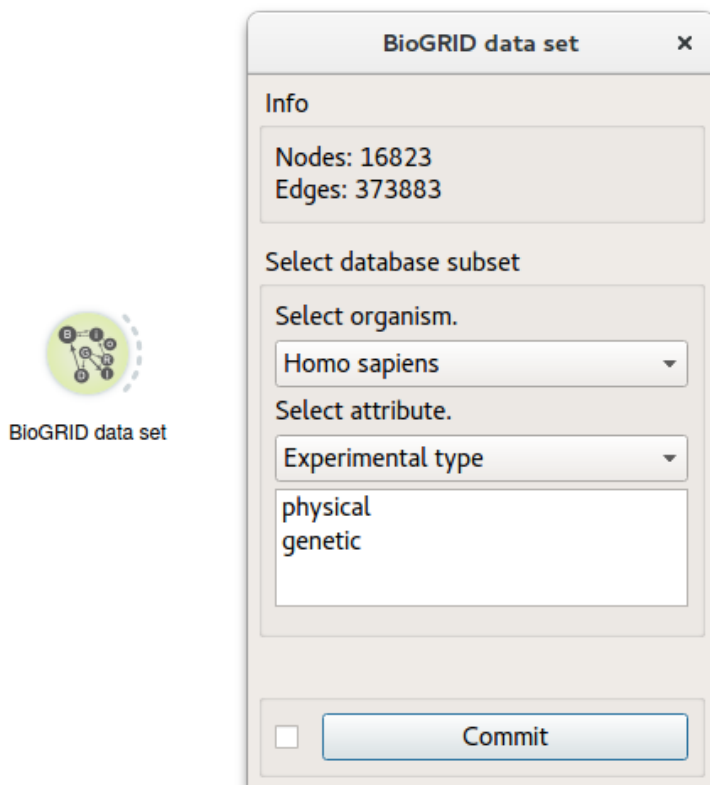 BioGRID data set
Info
Nodes: 16823
Edges: 373883
Select database subset
Select organism.
Homo sapiens
Select attribute.
Experimental type
physical
genetic
Commit
B i o
G R
D I
BioGRID data set